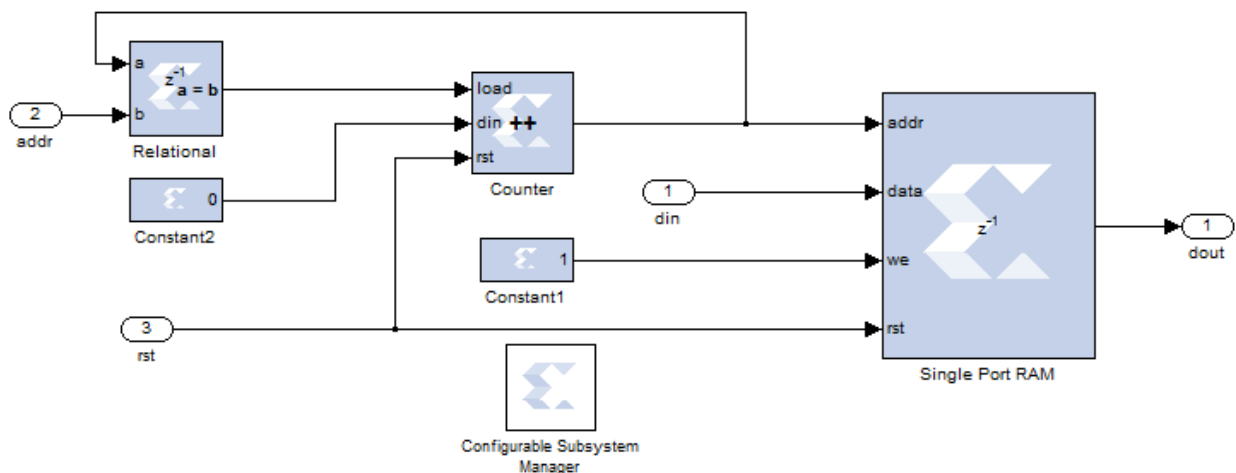 a
z-1
a = b
b
2
addr
Relational
0
Constant2
load
din ++
rst
Counter
1
din
1
Constant1
3
rst
addr
data
z-1
we
rst
Single Port RAM
1
dout
Configurable Subsystem
Manager